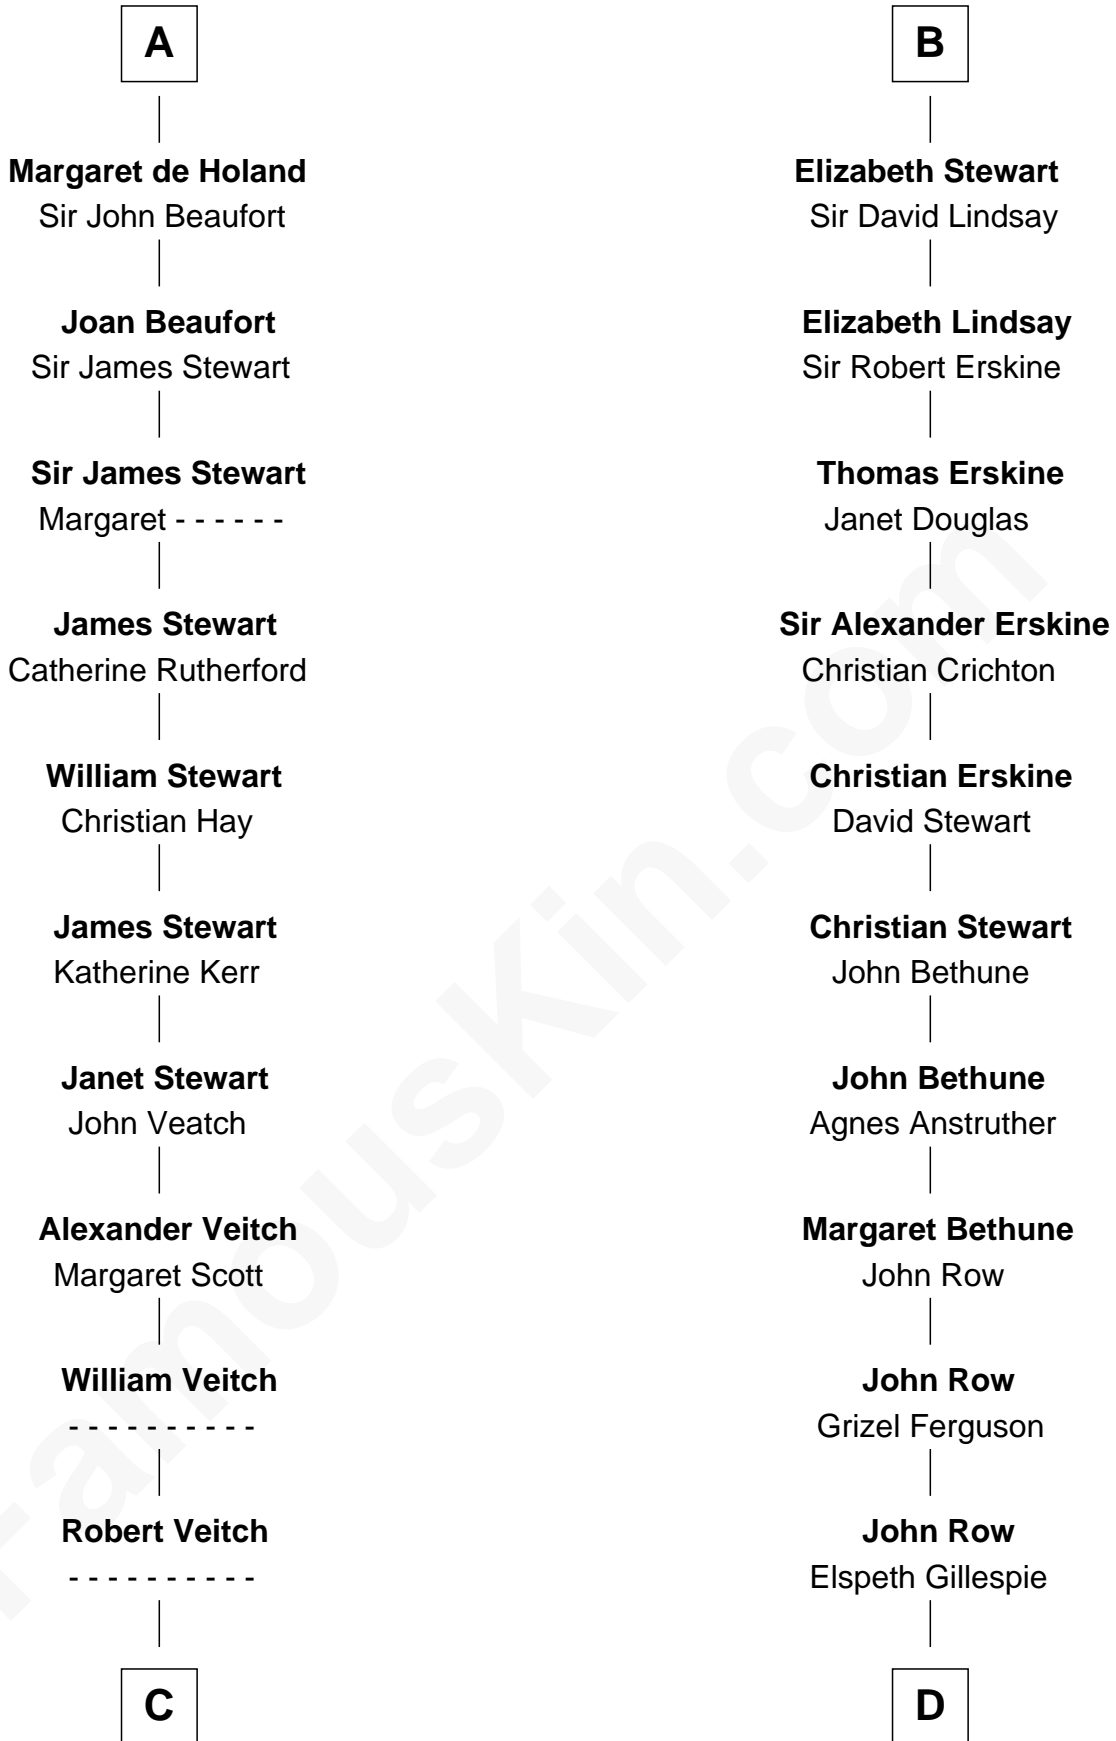 A
Margaret de Holand
Sir John Beaufort
Joan Beaufort
Sir James Stewart
Sir James Stewart
Margaret - - - - - -
James Stewart
Catherine Rutherford
William Stewart
Christian Hay
James Stewart
Katherine Kerr
Janet Stewart
John Veatch
Alexander Veitch
Margaret Scott
William Veitch
- - - - - - - - - -
Robert Veitch
- - - - - - - - - -
C
B
Elizabeth Stewart
Sir David Lindsay
Elizabeth Lindsay
Sir Robert Erskine
Thomas Erskine
Janet Douglas
Sir Alexander Erskine
Christian Crichton
Christian Erskine
David Stewart
Christian Stewart
John Bethune
John Bethune
Agnes Anstruther
Margaret Bethune
John Row
John Row
Grizel Ferguson
John Row
Elspeth Gillespie
D
FamousKin.com